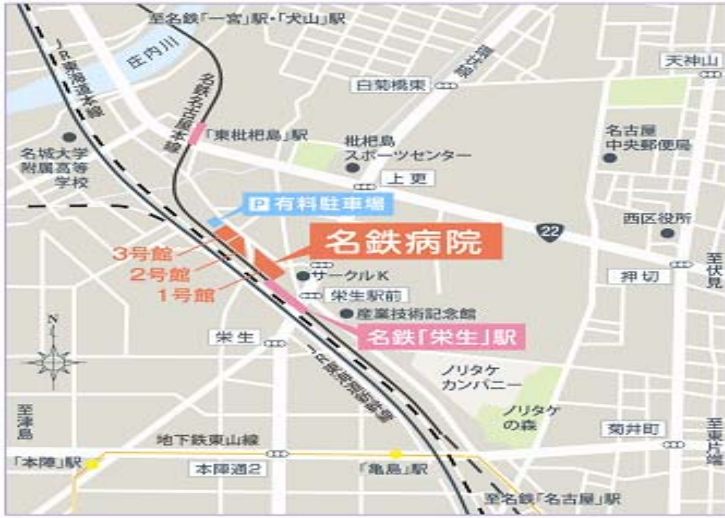 至名鉄「一宮」駅・「犬山」駅
庄内川
JR東海道本線
名鉄名古屋本線
環状線
天神山
白菊橋東
「東枇杷島」駅
枇杷島
スポーツセンター
名古屋
中央郵便局
名城大学
附属高等
学校
上更
P有料駐車場
22
西区役所
名鉄病院
3号館
2号館
1号館
サークルK
押切
至伏見
栄生駅前
産業技術記念館
名鉄「栄生」駅
栄生
N
ノリタケ
カンパニー
ノリタケ
の森
至津島
地下鉄東山線
菊井町
至東片端
「本陣」駅
本陣通2
「亀島」駅
至名鉄「名古屋」駅